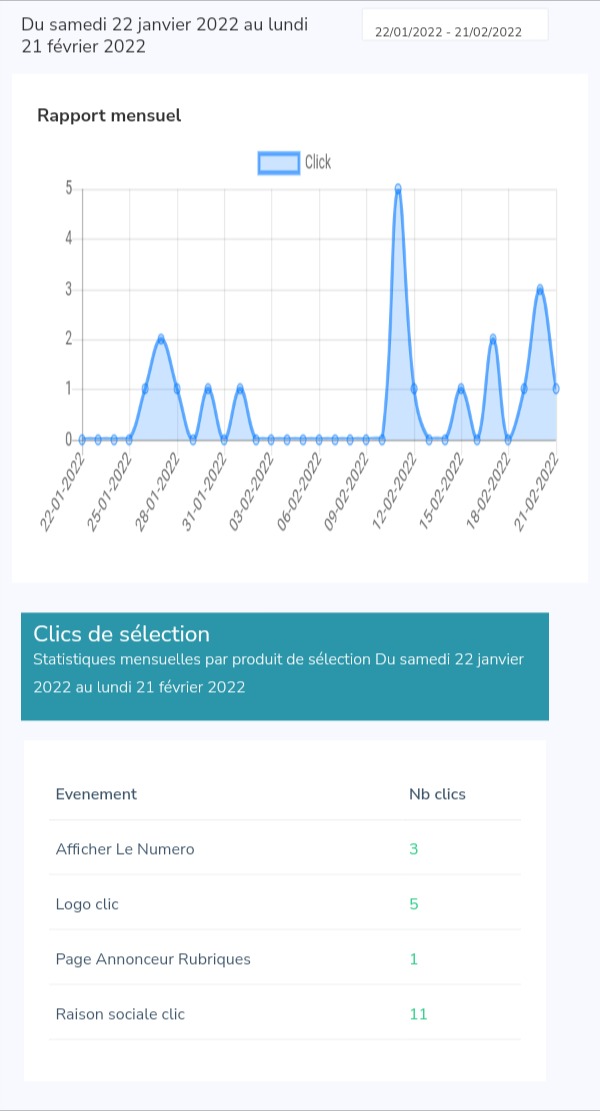 Du samedi 22 janvier 2022 au lundi
21 février 2022
22/01/2022 - 21/02/2022
Rapport mensuel
Click
5
4
3
2
1
0
22-01-2022
25-01-2022
28-01-2022
31-01-2022
03-02-2022
06-02-2022
09-02-2022
12-02-2022
15-02-2022
18-02-2022
21-02-2022
Clics de sélection
Statistiques mensuelles par produit de sélection Du samedi 22 janvier
2022 au lundi 21 février 2022
Evenement Nb clics
Afficher Le Numero 3
Logo clic 5
Page Annonceur Rubriques 1
Raison sociale clic 11